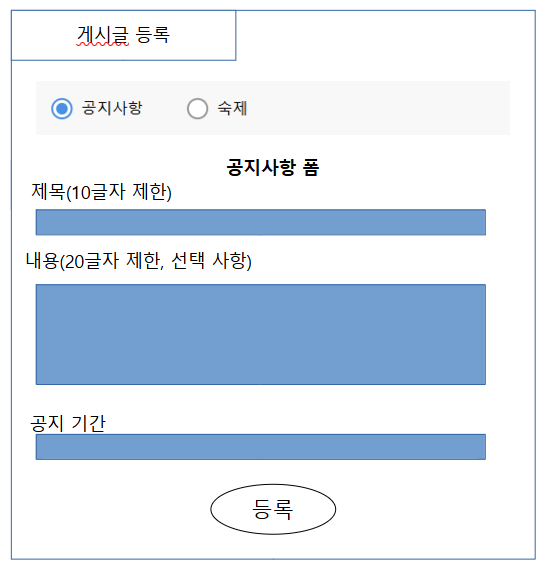 게시글 등록
공지사항 숙제
공지사항 폼
제목(10글자 제한)
내용(20글자 제한, 선택 사항)
공지 기간
등록